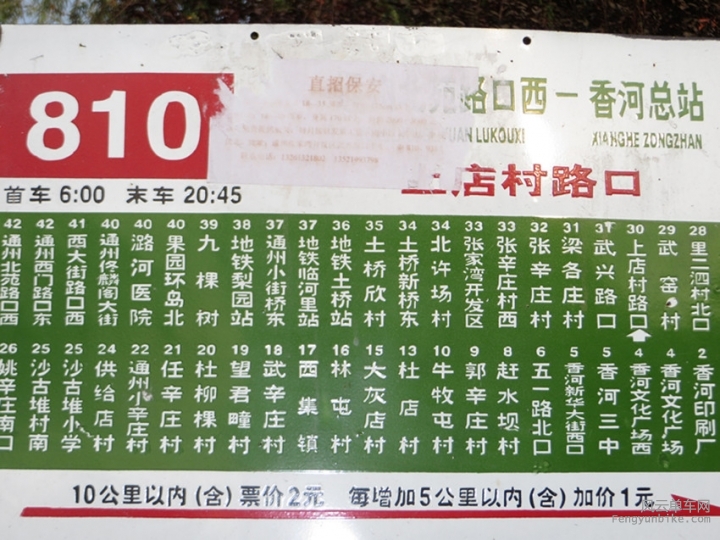 直招保安
810
路口西－香河总站
UAN LUKOUXI XIANGHE ZONGZHAN
首车 6:00 末车 20:45
店村路口
42 42 41 40 40 40 39 38 37 37 36 35 34 34 33 33 32 31 31 30 29 28
通州北苑路口西
通州西门路口东
西大街路口西
通州佟麟阁大街
潞河医院
果园环岛北
九棵树
地铁梨园站
通州小街桥东
地铁临河里站
地铁土桥站
土桥欣村
土桥新桥东
北许场村
张家湾开发区
张辛庄村西
张辛庄村
梁各庄村
武兴路口
上店村路口
武窑村
里二泗村北口
26 25 25 24 22 21 20 19 18 17 16 15 13 10 9 8 6 5 5 4 4 2
姚辛庄南口
沙古堆村南
沙古堆小学
供给店村
通州小辛庄村
任辛庄村
杜柳棵村
望君疃村
武辛庄村
西集镇
林屯村
大灰店村
杜店村
牛牧屯村
郭辛庄村
赶水坝村
五一路北口
香河新华大街西口
香河三中
香河文化广场西
香河文化广场
香河印刷厂
10公里以内(含)票价2元 每增加5公里以内(含)加价1元
风云单车网
Fengyunbike.com